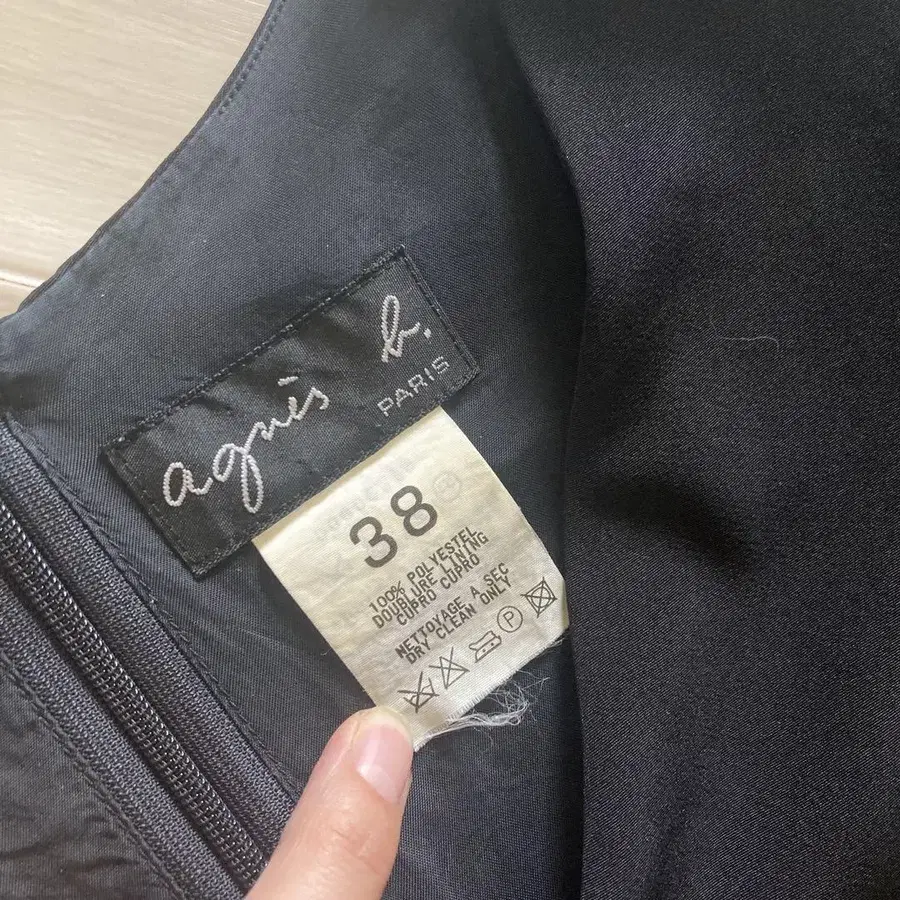 agnès b.
PARIS
38
100% POLYESTEL
DOUBLURE LINING
CUPRO CUPRO
NETTOYAGE A SEC
DRY CLEAN ONLY
P